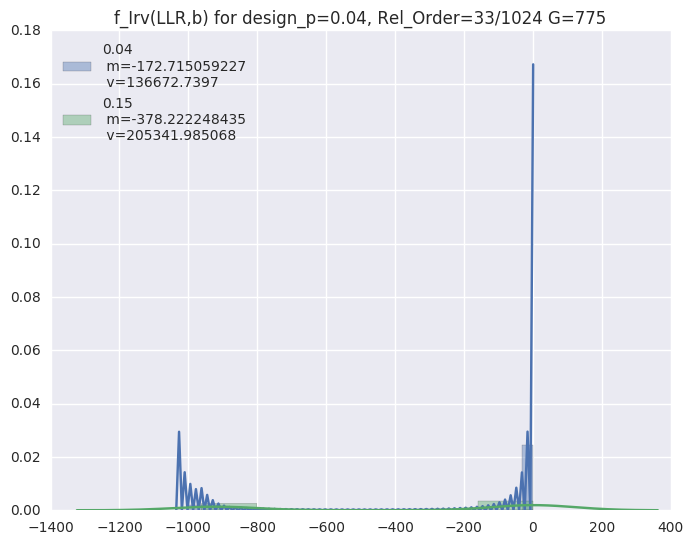 f_Irv(LLR,b) for design_p=0.04, Rel_Order=33/1024 G=775
0.18
0.16
0.14
0.12
0.10
0.08
0.06
0.04
0.02
0.00
0.04
m=-172.715059227
v=136672.7397
0.15
m=-378.222248435
v=205341.985068
−1400 −1200 −1000 −800 −600 −400 −200 0 200 400